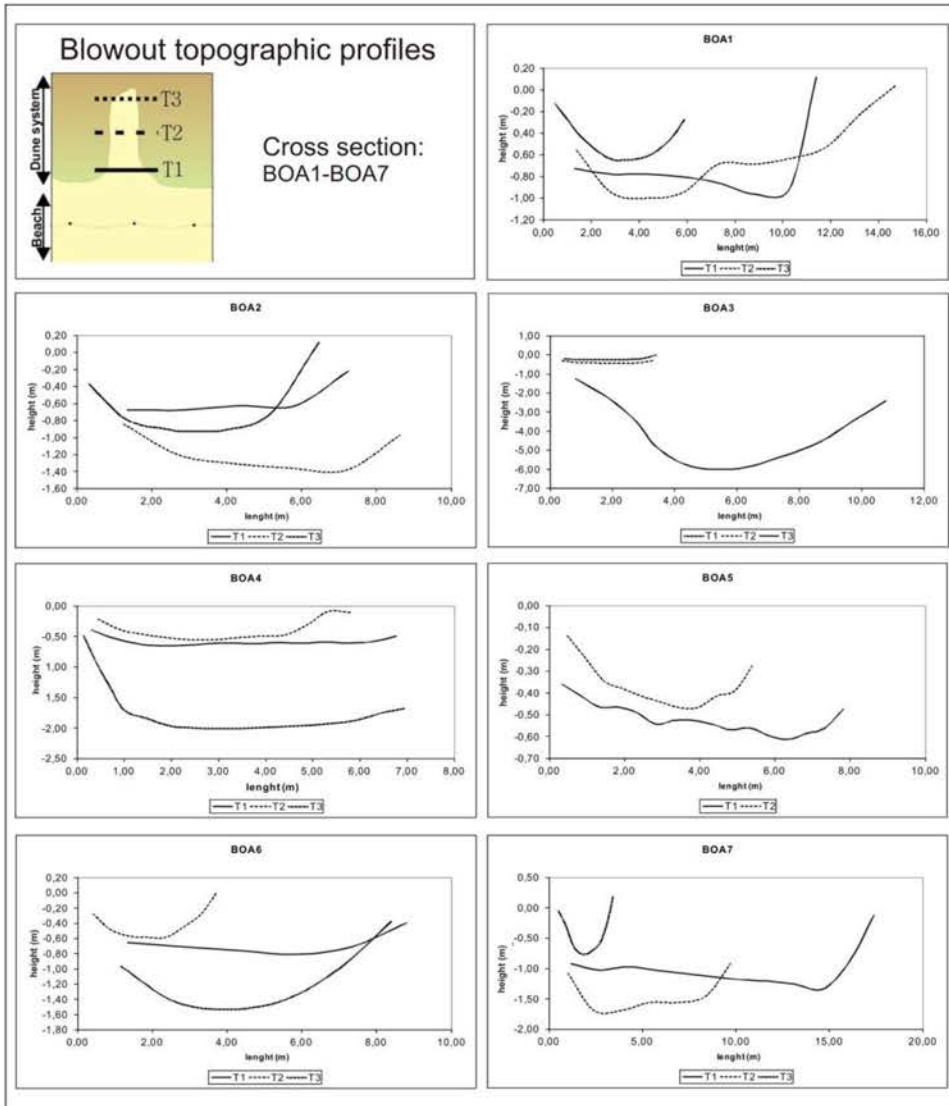 Blowout topographic profiles
Dune system
Beach
T3
T2
T1
Cross section:
BOA1-BOA7
BOA1
height (m)
0,20
0,00
-0,20
-0,40
-0,60
-0,80
-1,00
-1,20
0,00 2,00 4,00 6,00 8,00 10,00 12,00 14,00 16,00
lenght (m)
T1 T2 T3
BOA2
height (m)
0,20
0,00
-0,20
-0,40
-0,60
-0,80
-1,00
-1,20
-1,40
-1,60
0,00 2,00 4,00 6,00 8,00 10,00
lenght (m)
T1 T2 T3
BOA3
height (m)
1,00
0,00
-1,00
-2,00
-3,00
-4,00
-5,00
-6,00
-7,00
0,00 2,00 4,00 6,00 8,00 10,00 12,00
lenght (m)
T1 T2 T3
BOA4
height (m)
0,00
-0,50
1,00
1,50
-2,00
-2,50
0,00 1,00 2,00 3,00 4,00 5,00 6,00 7,00 8,00
lenght (m)
T1 T2 T3
BOA5
height (m)
0,00
-0,10
-0,20
-0,30
-0,40
-0,50
-0,60
-0,70
0,00 2,00 4,00 6,00 8,00 10,00
lenght (m)
T1 T2
BOA6
height (m)
0,20
0,00
-0,20
-0,40
-0,60
-0,80
-1,00
-1,20
-1,40
-1,60
-1,80
0,00 2,00 4,00 6,00 8,00 10,00
lenght (m)
T1 T2 T3
BOA7
height (m)
0,50
0,00
-0,50
-1,00
-1,50
-2,00
0,00 5,00 10,00 15,00 20,00
lenght (m)
T1 T2 T3